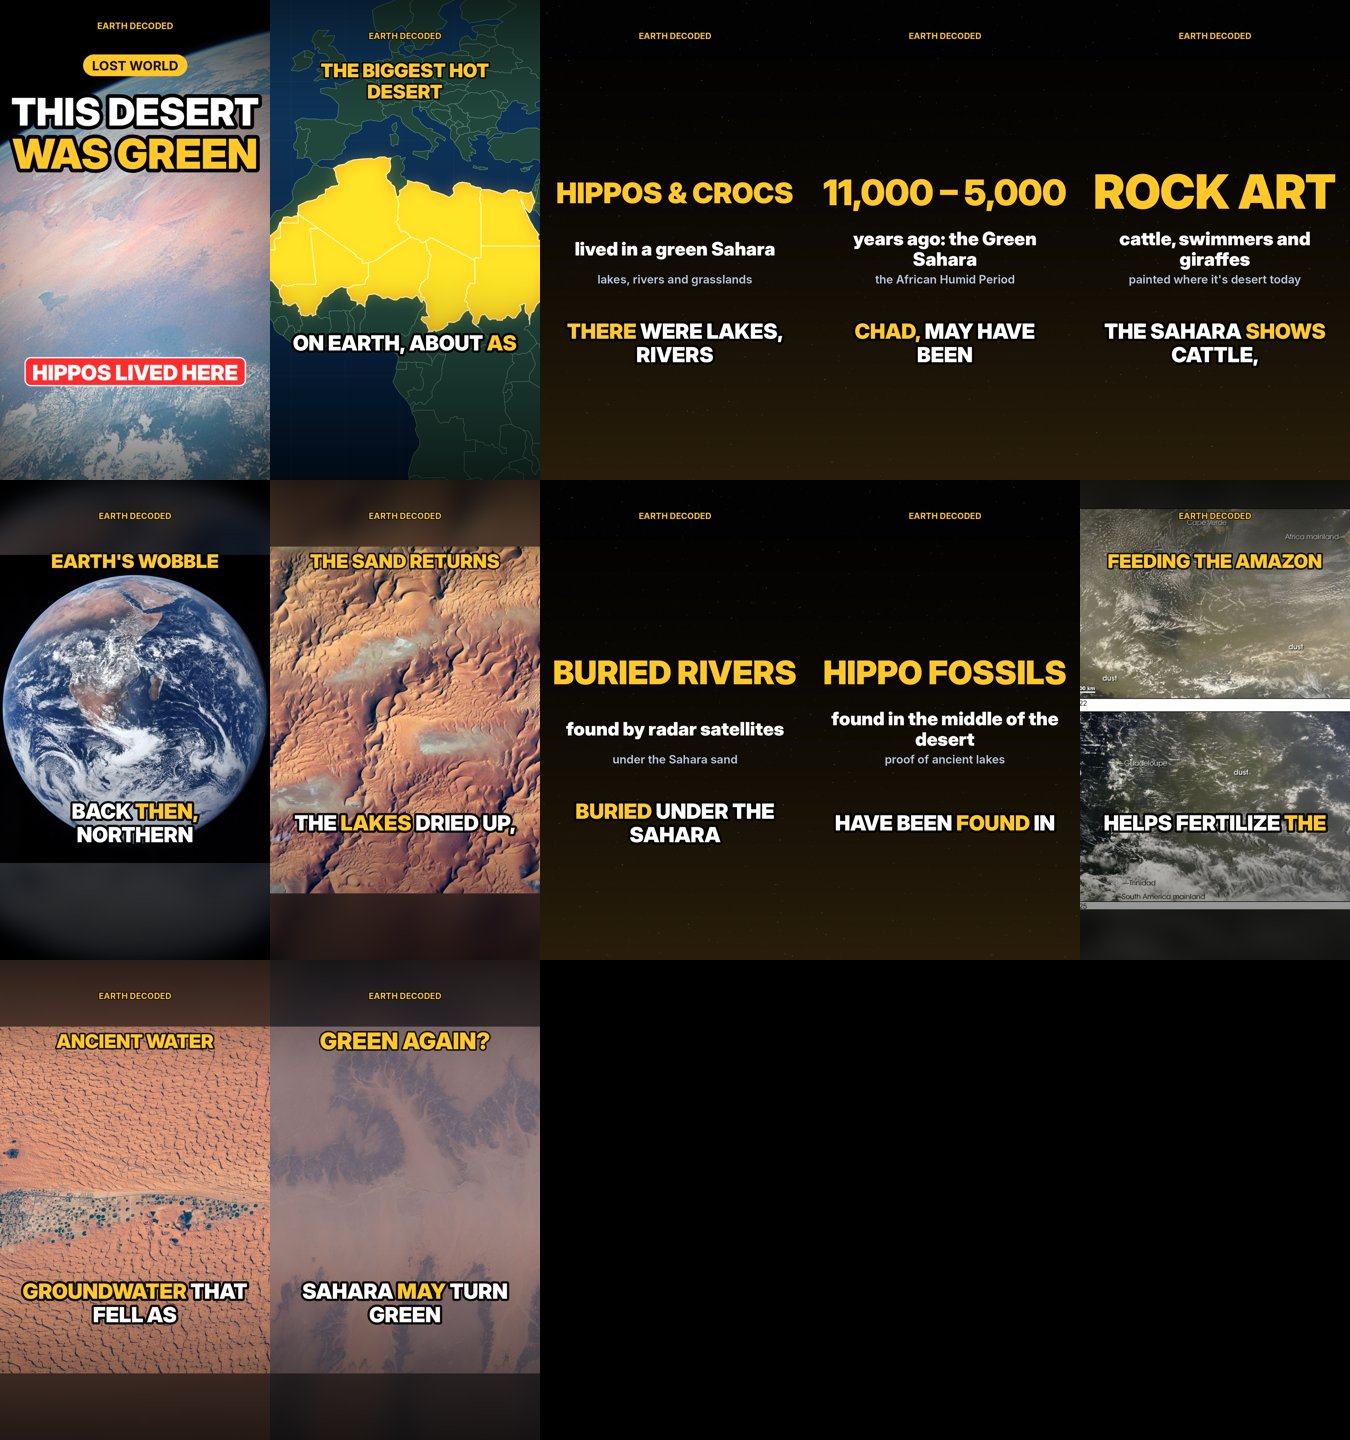 EARTH DECODED
LOST WORLD
THIS DESERT
WAS GREEN
HIPPOS LIVED HERE
EARTH DECODED
THE BIGGEST HOT
DESERT
ON EARTH, ABOUT AS
EARTH DECODED
HIPPOS & CROCS
lived in a green Sahara
lakes, rivers and grasslands
THERE WERE LAKES,
RIVERS
EARTH DECODED
11,000 – 5,000
years ago: the Green
Sahara
the African Humid Period
CHAD, MAY HAVE
BEEN
EARTH DECODED
ROCK ART
cattle, swimmers and
giraffes
painted where it's desert today
THE SAHARA SHOWS
CATTLE,
EARTH DECODED
EARTH'S WOBBLE
BACK THEN,
NORTHERN
EARTH DECODED
THE SAND RETURNS
THE LAKES DRIED UP,
EARTH DECODED
BURIED RIVERS
found by radar satellites
under the Sahara sand
BURIED UNDER THE
SAHARA
EARTH DECODED
HIPPO FOSSILS
found in the middle of the
desert
proof of ancient lakes
HAVE BEEN FOUND IN
EARTH DECODED
Cape Verde
Africa mainland
FEEDING THE AMAZON
dust
dust
00 km
22
Guadeloupe
dust
HELPS FERTILIZE THE
Trinidad
South America mainland
25
EARTH DECODED
ANCIENT WATER
GROUNDWATER THAT
FELL AS
EARTH DECODED
GREEN AGAIN?
SAHARA MAY TURN
GREEN